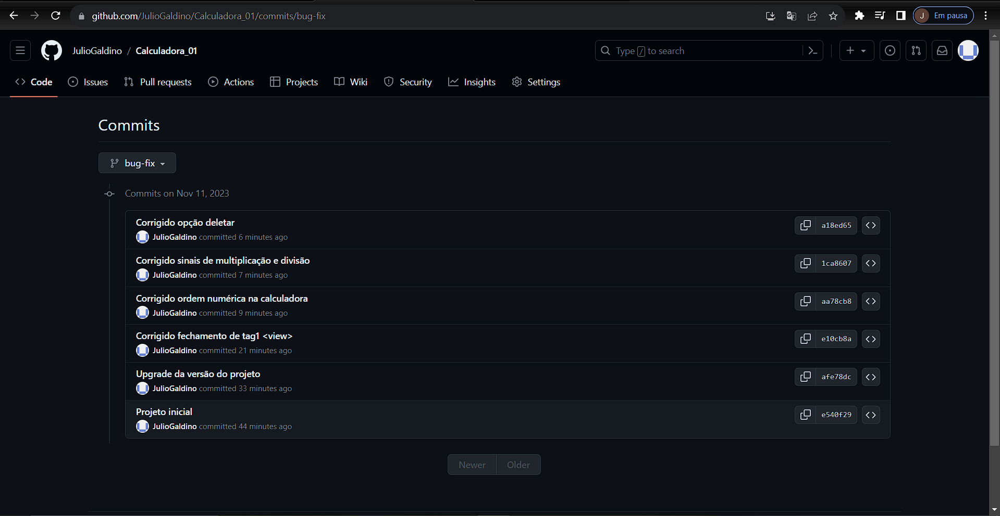 github.com/JulioGaldino/Calculadora_01/commits/bug-fix
J Em pausa
JulioGaldino / Calculadora_01
Type / to search
Code Issues Pull requests Actions Projects Wiki Security Insights Settings
Commits
bug-fix
Commits on Nov 11, 2023
Corrigido opção deletar
JulioGaldino committed 6 minutes ago
a18ed65
Corrigido sinais de multiplicação e divisão
JulioGaldino committed 7 minutes ago
1ca8607
Corrigido ordem numérica na calculadora
JulioGaldino committed 9 minutes ago
aa78cb8
Corrigido fechamento de tag1 <view>
JulioGaldino committed 21 minutes ago
e10cb8a
Upgrade da versão do projeto
JulioGaldino committed 33 minutes ago
afe78dc
Projeto inicial
JulioGaldino committed 44 minutes ago
e540f29
Newer Older